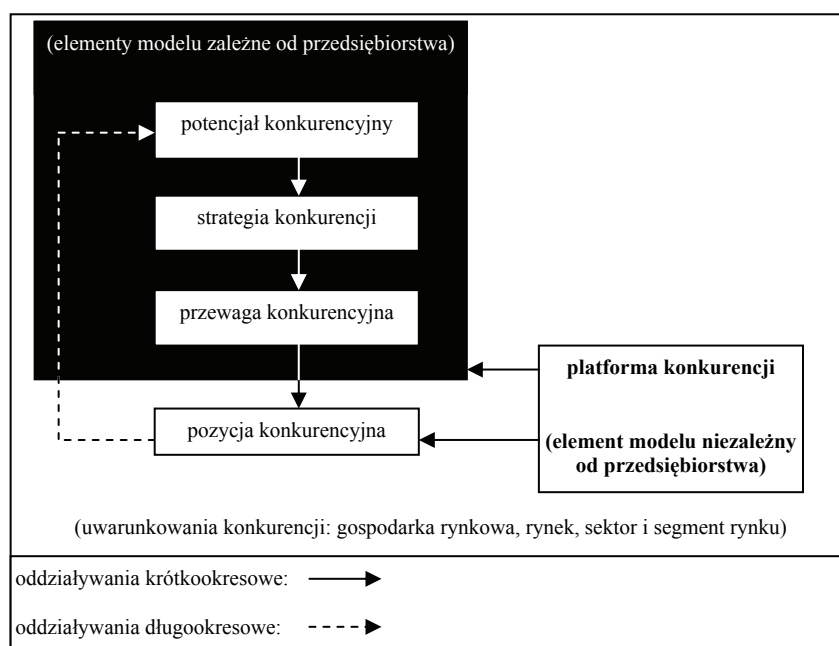 (elementy modelu zależne od przedsiębiorstwa)
potencjał konkurencyjny
strategia konkurencji
przewaga konkurencyjna
platforma konkurencji
pozycja konkurencyjna
(element modelu niezależny
od przedsiębiorstwa)
(uwarunkowania konkurencji: gospodarka rynkowa, rynek, sektor i segment rynku)
oddziaływania krótkookresowe:
oddziaływania długookresowe: